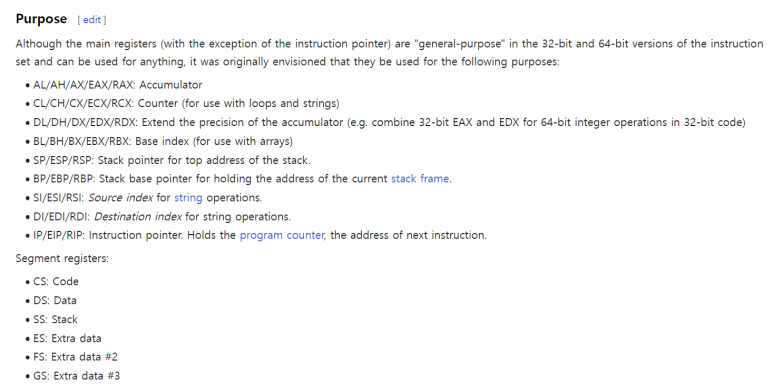 Purpose [ edit ]
Although the main registers (with the exception of the instruction pointer) are "general-purpose" in the 32-bit and 64-bit versions of the instruction
set and can be used for anything, it was originally envisioned that they be used for the following purposes:
• AL/AH/AX/EAX/RAX: Accumulator
• CL/CH/CX/ECX/RCX: Counter (for use with loops and strings)
• DL/DH/DX/EDX/RDX: Extend the precision of the accumulator (e.g. combine 32-bit EAX and EDX for 64-bit integer operations in 32-bit code)
• BL/BH/BX/EBX/RBX: Base index (for use with arrays)
• SP/ESP/RSP: Stack pointer for top address of the stack.
• BP/EBP/RBP: Stack base pointer for holding the address of the current stack frame.
• SI/ESI/RSI: Source index for string operations.
• DI/EDI/RDI: Destination index for string operations.
• IP/EIP/RIP: Instruction pointer. Holds the program counter, the address of next instruction.
Segment registers:
• CS: Code
• DS: Data
• SS: Stack
• ES: Extra data
• FS: Extra data #2
• GS: Extra data #3